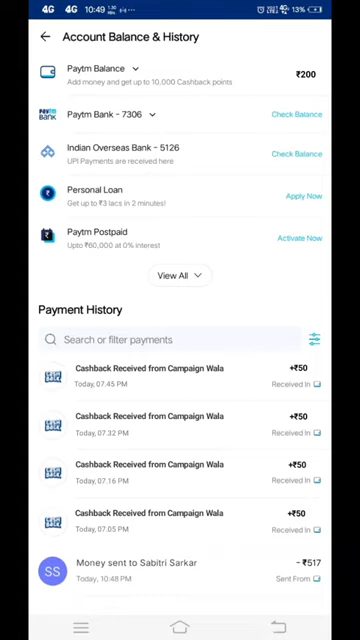 4G 4G 10:49
13%
Account Balance & History
Paytm Balance
Add money and get up to 10,000 Cashback points
₹200
Paytm Bank - 7306
Check Balance
Indian Overseas Bank - 5126
UPI Payments are received here
Check Balance
Personal Loan
Get up to ₹3 lacs in 2 minutes!
Apply Now
Paytm Postpaid
Upto ₹60,000 at 0% interest
Activate Now
View All
Payment History
Search or filter payments
Cashback Received from Campaign Wala
+₹50
Today, 07.45 PM
Received In
Cashback Received from Campaign Wala
+₹50
Today, 07.32 PM
Received In
Cashback Received from Campaign Wala
+₹50
Today, 07.16 PM
Received In
Cashback Received from Campaign Wala
+₹50
Today, 07.05 PM
Received In
SS
Money sent to Sabitri Sarkar
- ₹517
Today, 10:48 PM
Sent From